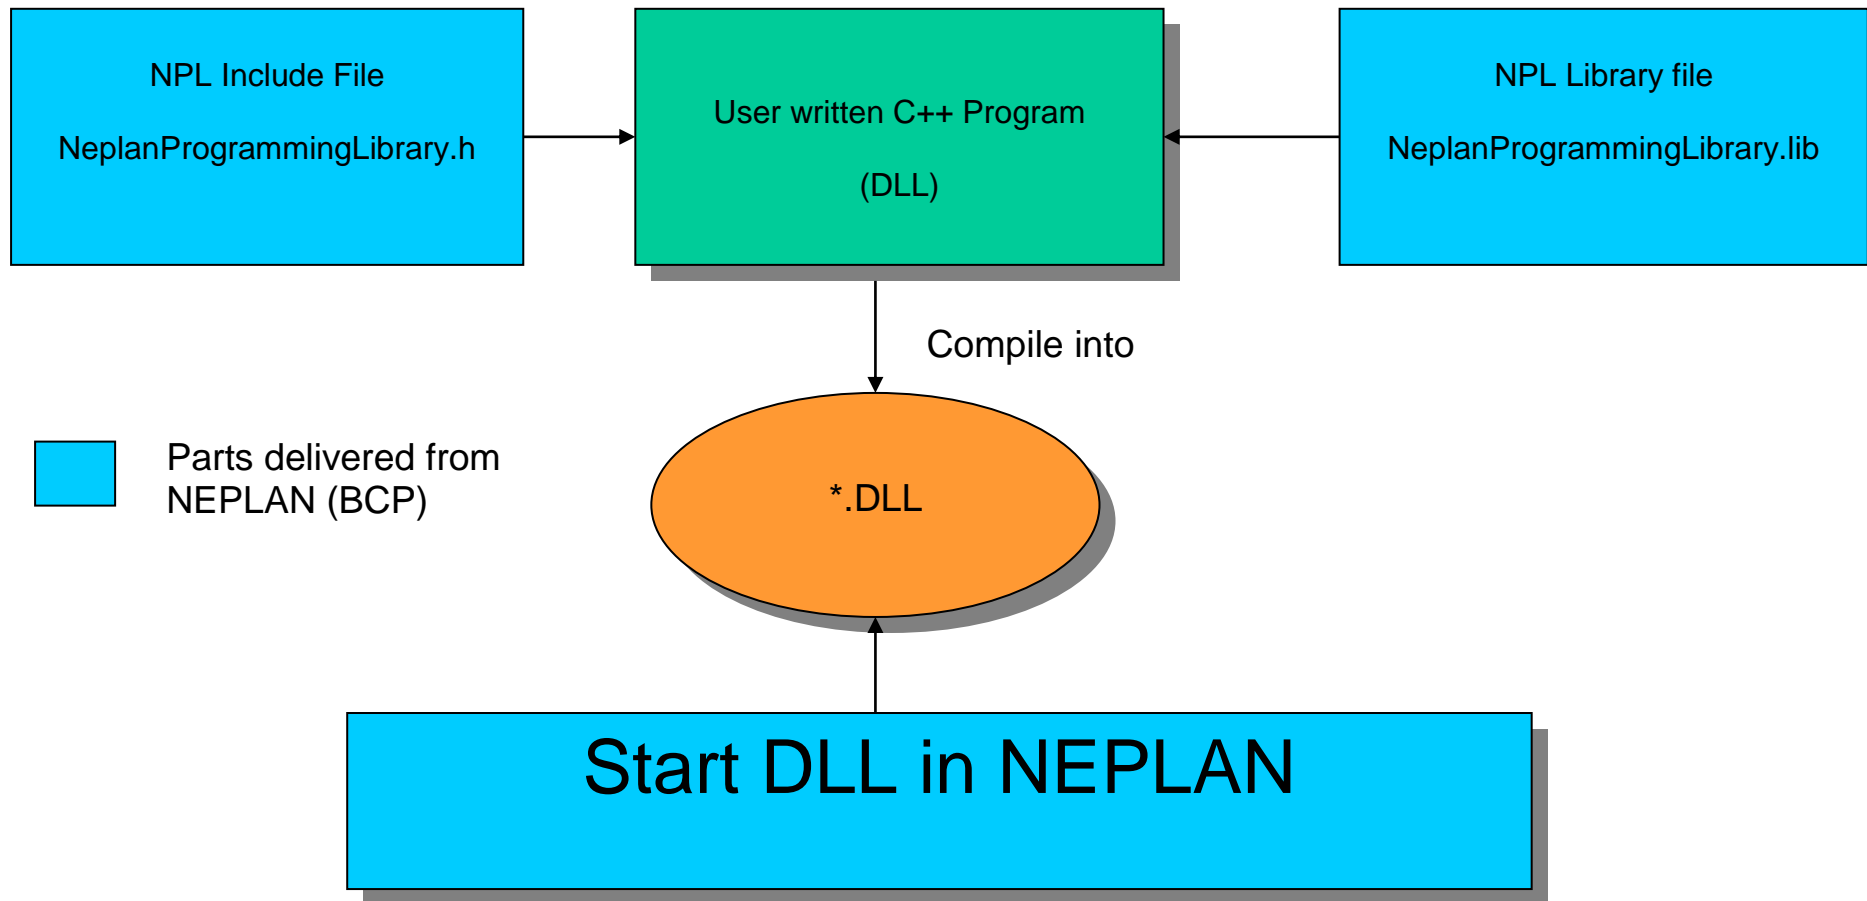 NPL Include File
NeplanProgrammingLibrary.h
User written C++ Program
(DLL)
NPL Library file
NeplanProgrammingLibrary.lib
Compile into
Parts delivered from
NEPLAN (BCP)
*.DLL
Start DLL in NEPLAN